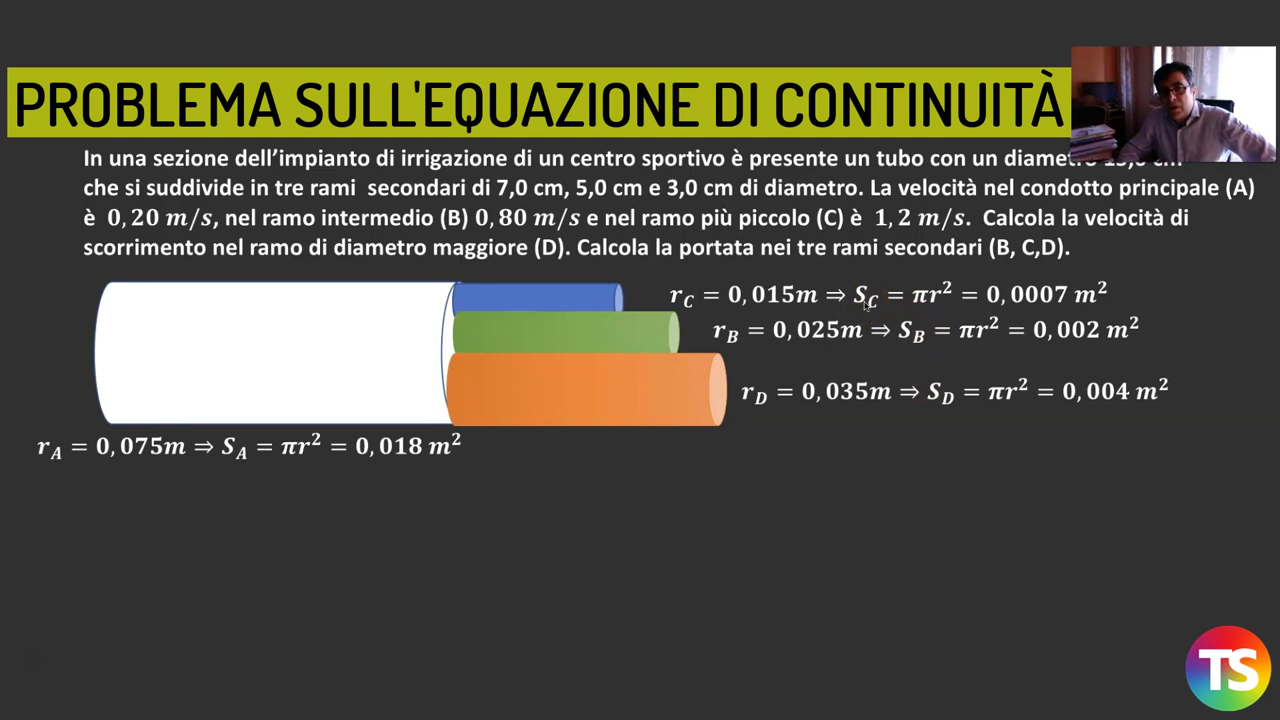 PROBLEMA SULL'EQUAZIONE DI CONTINUITÀ
In una sezione dell'impianto di irrigazione di un centro sportivo è presente un tubo con un
che si suddivide in tre rami secondari di 7,0 cm, 5,0 cm e 3,0 cm di diametro. La velocità nel condotto principale (A)
è 0,20 m/s, nel ramo intermedio (B) 0,80 m/s e nel ramo più piccolo (C) è 1,2 m/s. Calcola la velocità di
scorrimento nel ramo di diametro maggiore (D). Calcola la portata nei tre rami secondari (B, C,D).
r_C = 0,015m ⇒ S_C = πr² = 0,0007 m²
r_B = 0,025m ⇒ S_B = πr² = 0,002 m²
r_D = 0,035m ⇒ S_D = πr² = 0,004 m²
r_A = 0,075m ⇒ S_A = πr² = 0,018 m²
TS